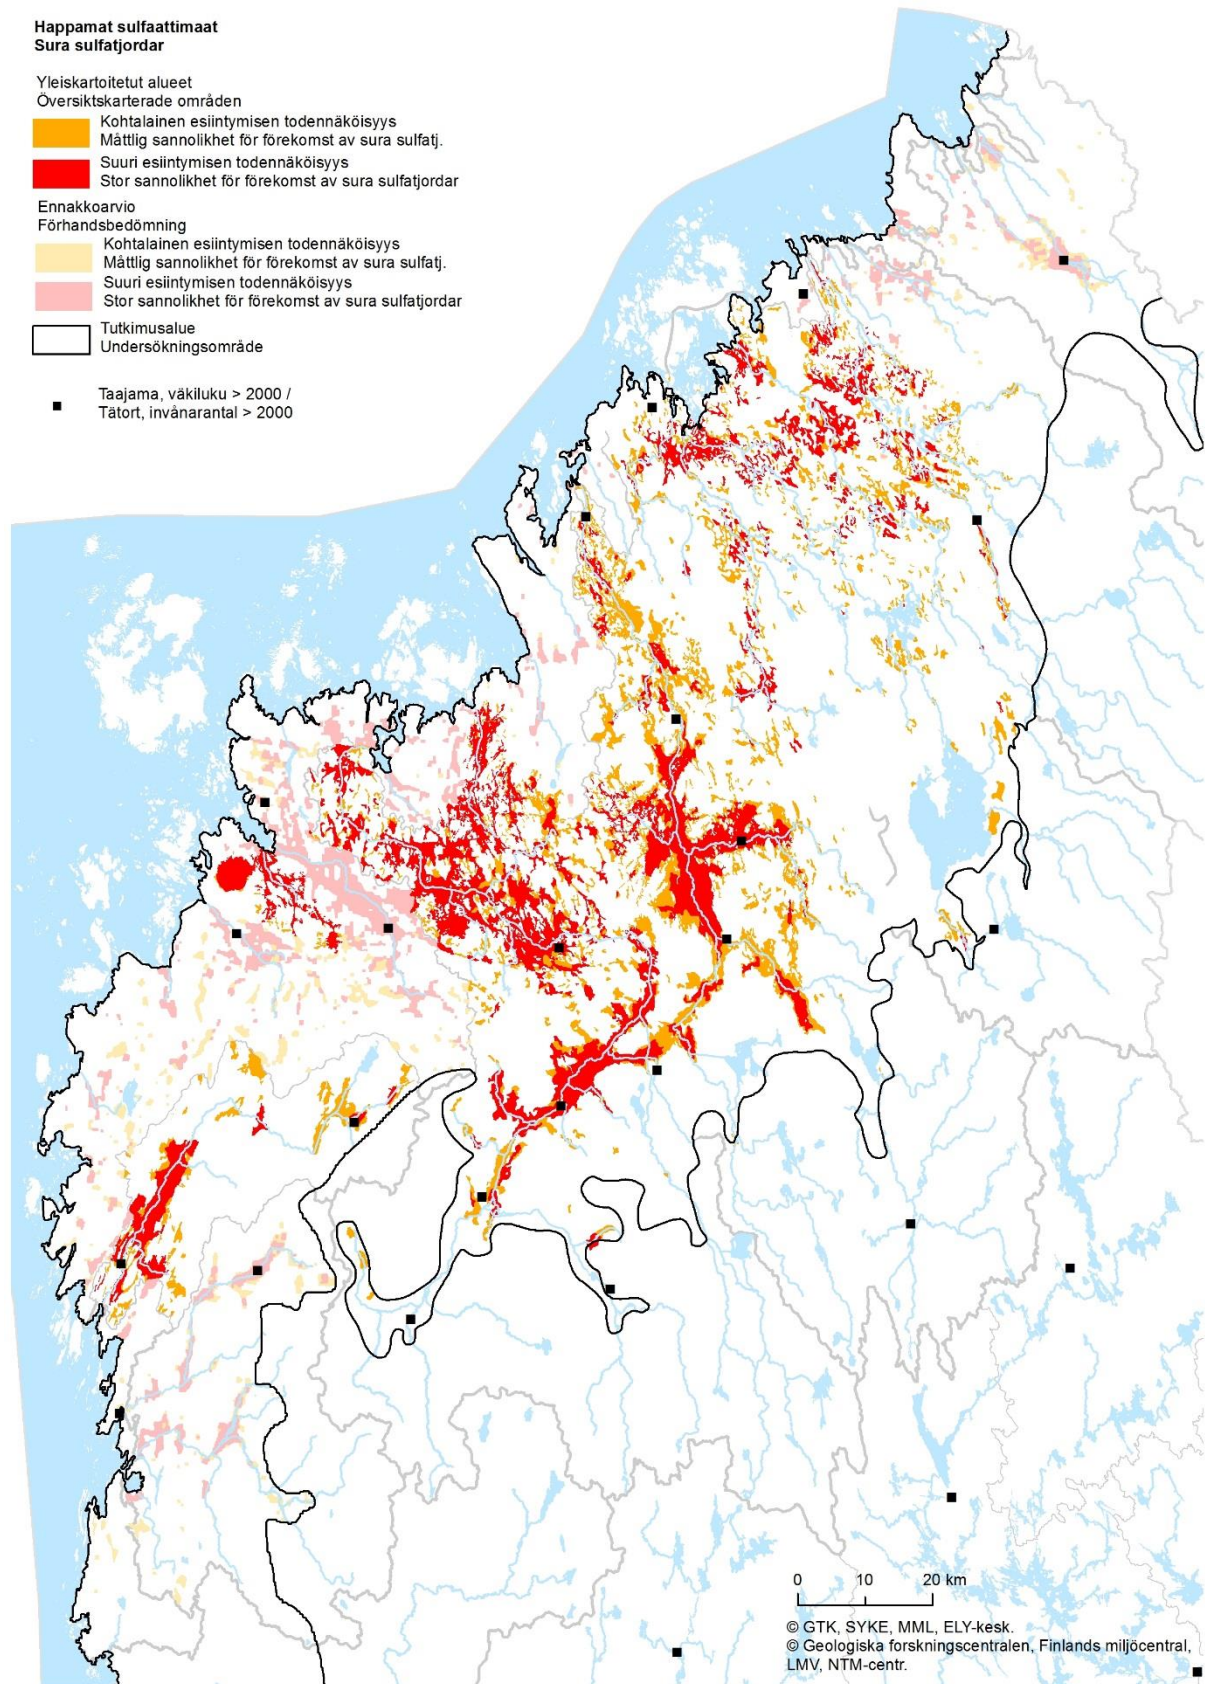 Happamat sulfaattimaat
Sura sulfatjordar
Yleiskartoitetut alueet
Översiktskarterade områden
Kohtalainen esiintymisen todennäköisyys
Måttlig sannolikhet för förekomst av sura sulfatj.
Suuri esiintymisen todennäköisyys
Stor sannolikhet för förekomst av sura sulfatjordar
Ennakkoarvio
Förhandsbedömning
Kohtalainen esiintymisen todennäköisyys
Måttlig sannolikhet för förekomst av sura sulfatj.
Suuri esiintymisen todennäköisyys
Stor sannolikhet för förekomst av sura sulfatjordar
Tutkimusalue
Undersökningsområde
Taajama, väkiluku > 2000 /
Tätort, invånarantal > 2000
0 10 20 km
© GTK, SYKE, MML, ELY-kesk.
© Geologiska forskningscentralen, Finlands miljöcentral,
LMV, NTM-centr.